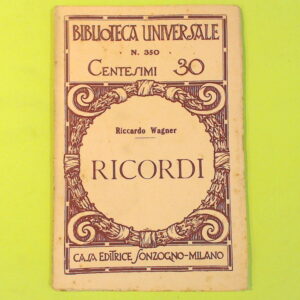 BIBLIOTECA UNIVERSALE
N. 350
CENTESIMI 30
Riccardo Wagner
RICORDI
CASA EDITRICE SONZOGNO-MILANO